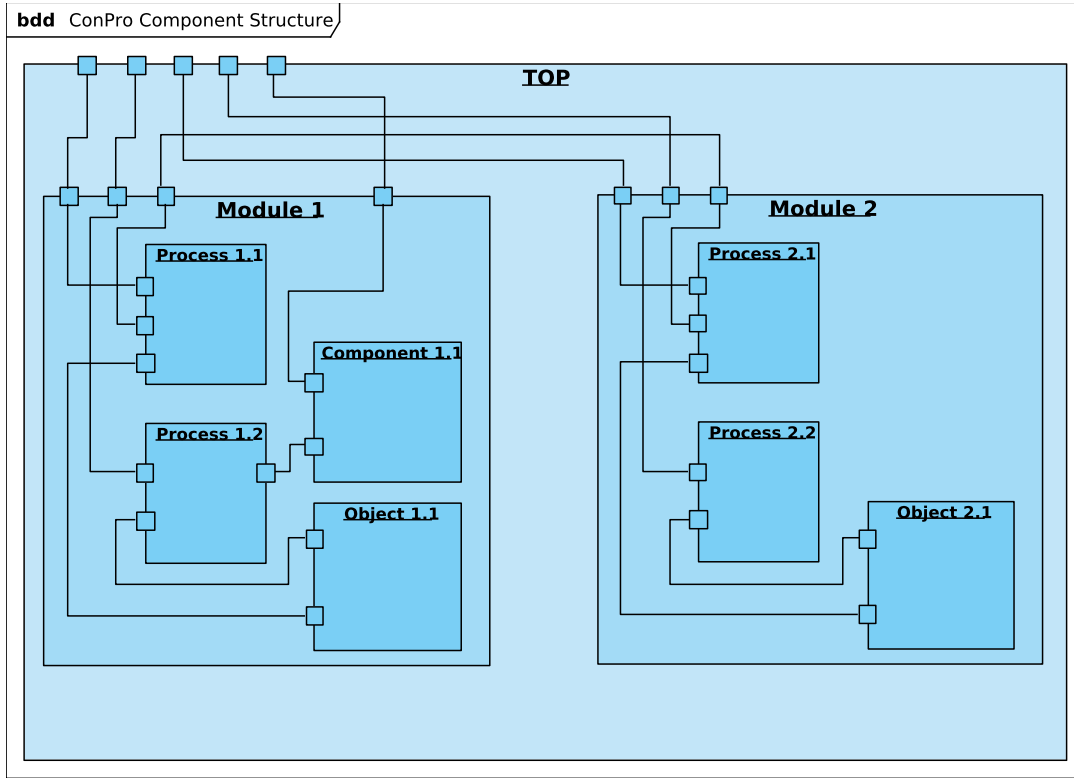 bdd ConPro Component Structure
TOP
Module 1
Module 2
Process 1.1
Process 2.1
Component 1.1
Process 1.2
Process 2.2
Object 1.1
Object 2.1